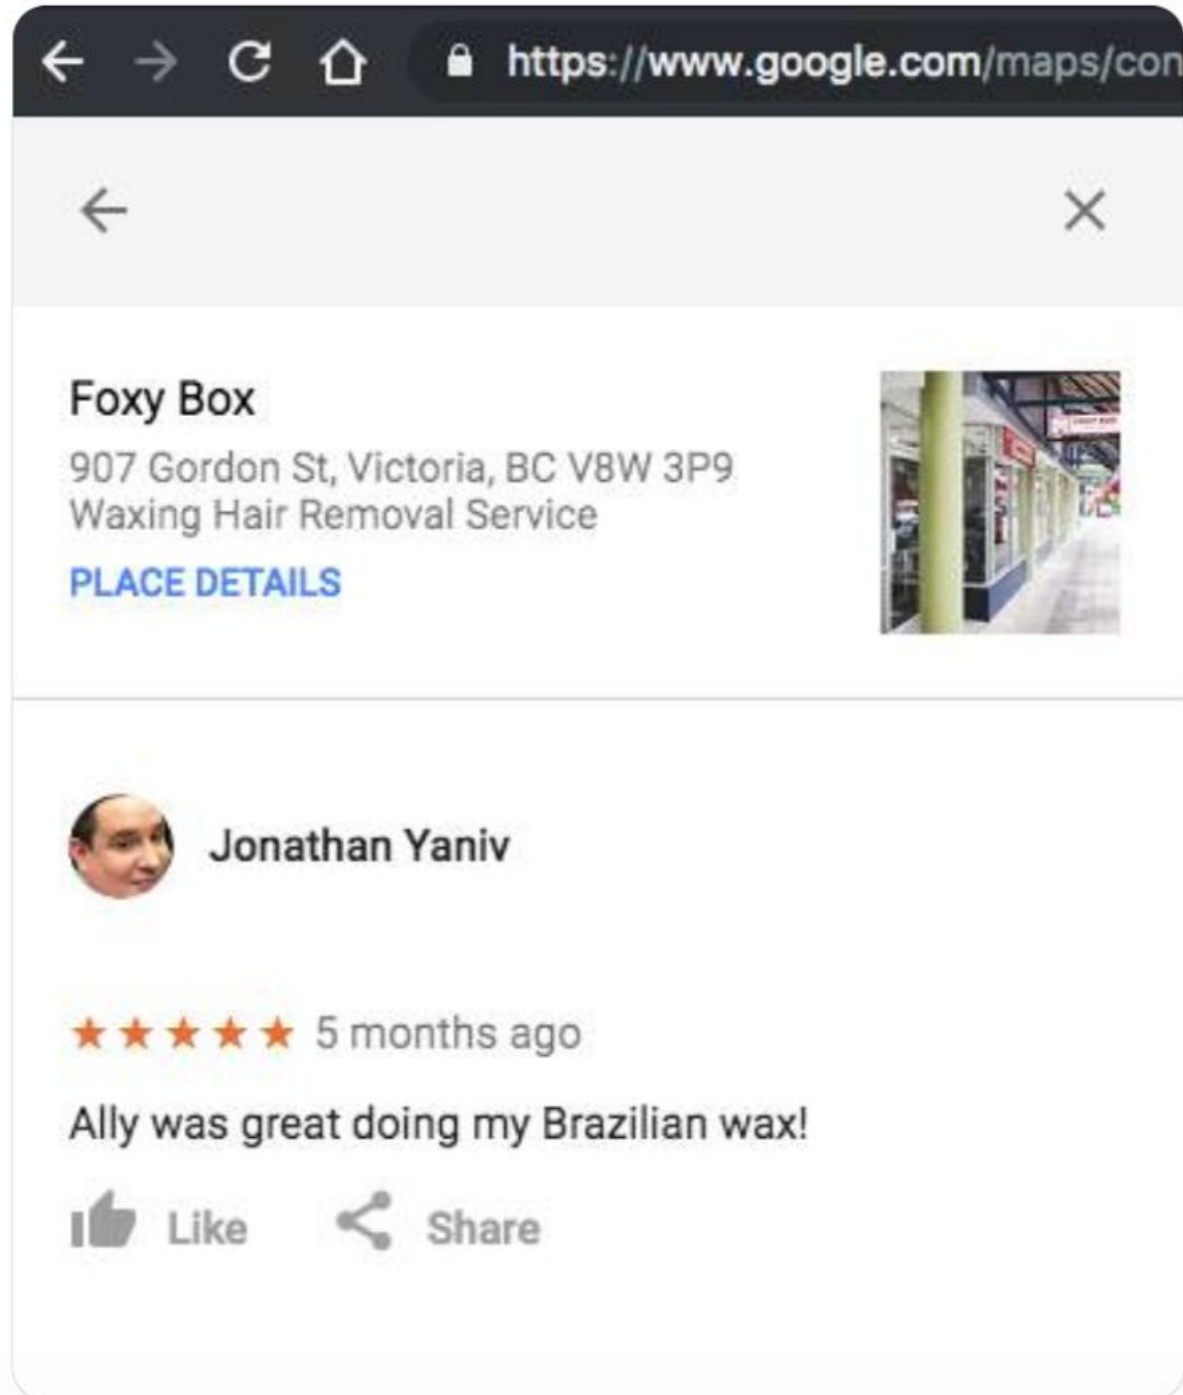 https://www.google.com/maps/con
Foxy Box
907 Gordon St, Victoria, BC V8W 3P9
Waxing Hair Removal Service
PLACE DETAILS
Jonathan Yaniv
5 months ago
Ally was great doing my Brazilian wax!
Like Share